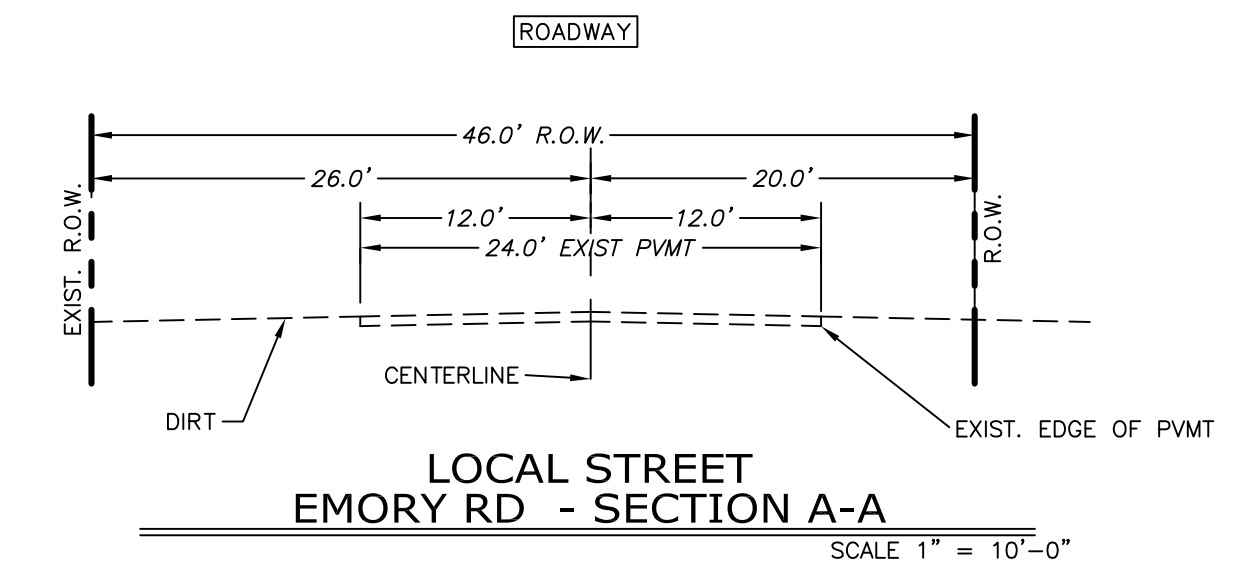 ROADWAY
46.0' R.O.W.
26.0'
20.0'
12.0'
12.0'
24.0' EXIST PVMT
EXIST. R.O.W.
R.O.W.
CENTERLINE
DIRT
EXIST. EDGE OF PVMT
LOCAL STREET
EMORY RD - SECTION A-A
SCALE 1" = 10'-0"